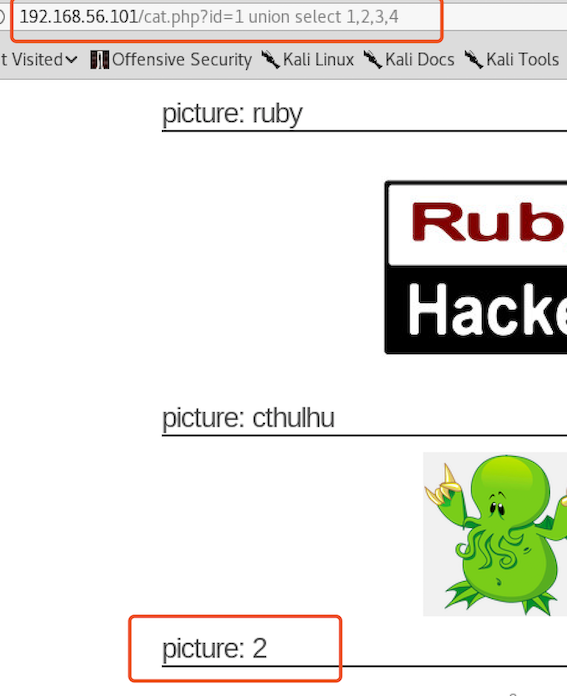 192.168.56.101/cat.php?id=1 union select 1,2,3,4
t Visited Offensive Security Kali Linux Kali Docs Kali Tools
picture: ruby
Rub
Hacke
picture: cthulhu
picture: 2